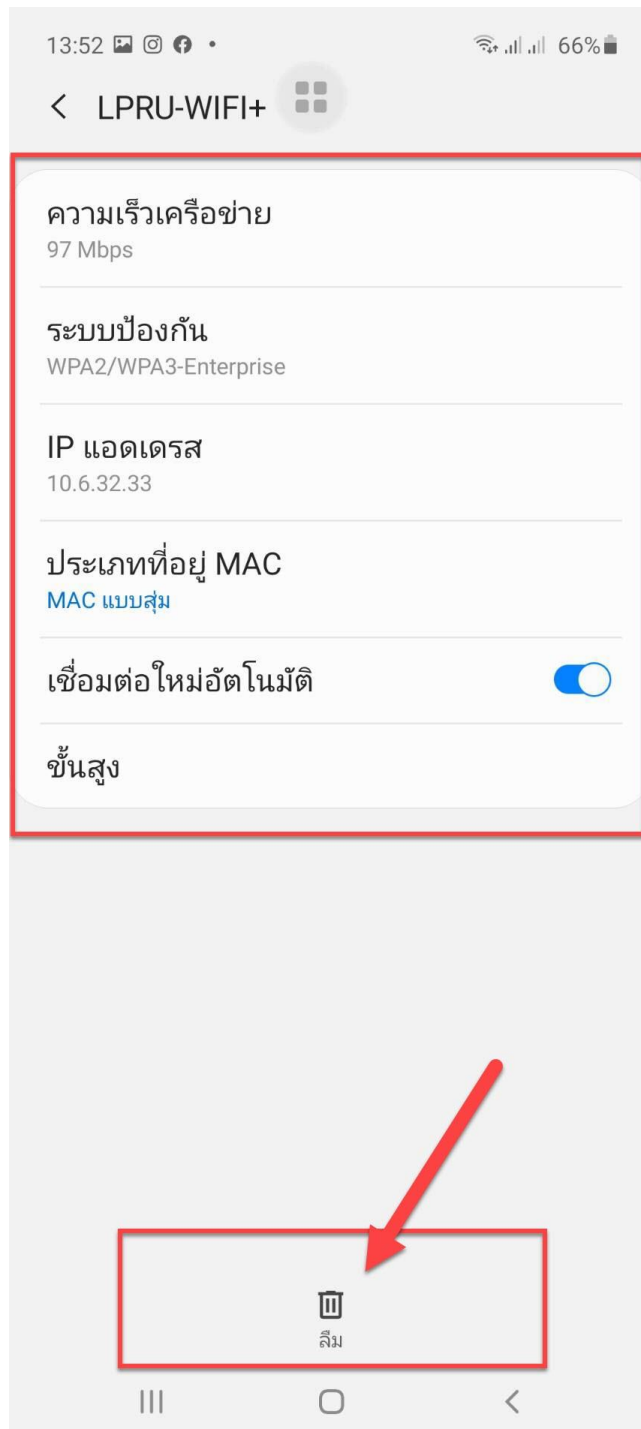 13:52
66%
LPRU-WIFI+
ความเร็วเครือข่าย
97 Mbps
ระบบป้องกัน
WPA2/WPA3-Enterprise
IP แอดเดรส
10.6.32.33
ประเภทที่อยู่ MAC
MAC แบบสุ่ม
เชื่อมต่อใหม่อัตโนมัติ
ขั้นสูง
ลืม